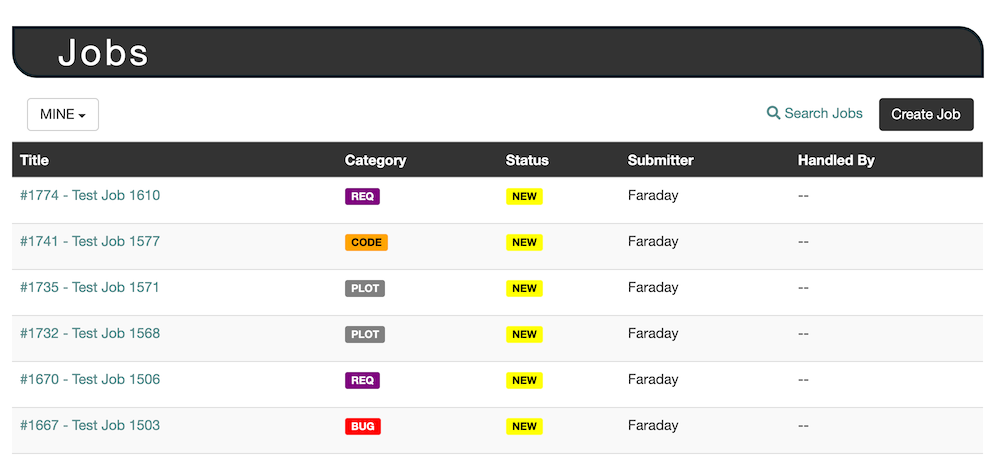 Jobs
MINE
Search Jobs
Create Job
Title Category Status Submitter Handled By
#1774 - Test Job 1610 REQ NEW Faraday --
#1741 - Test Job 1577 CODE NEW Faraday --
#1735 - Test Job 1571 PLOT NEW Faraday --
#1732 - Test Job 1568 PLOT NEW Faraday --
#1670 - Test Job 1506 REQ NEW Faraday --
#1667 - Test Job 1503 BUG NEW Faraday --